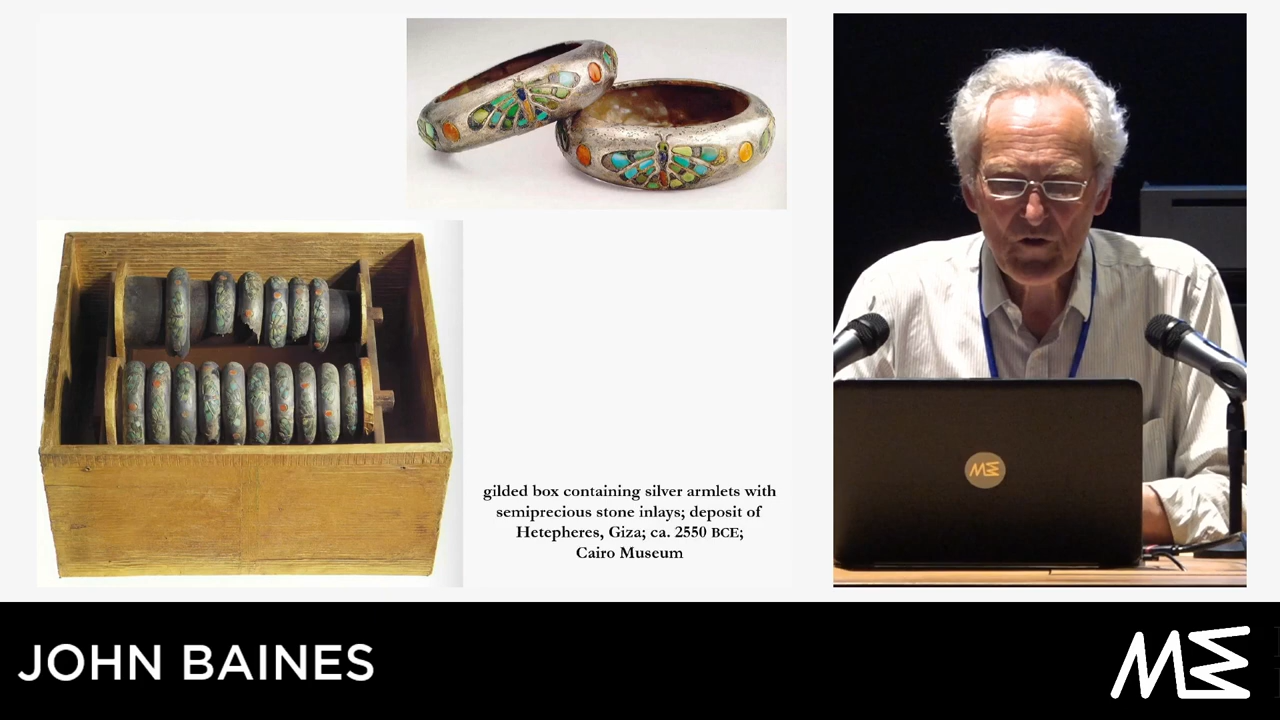 gilded box containing silver armlets with
semiprecious stone inlays; deposit of
Hetepheres, Giza; ca. 2550 BCE;
Cairo Museum
JOHN BAINES